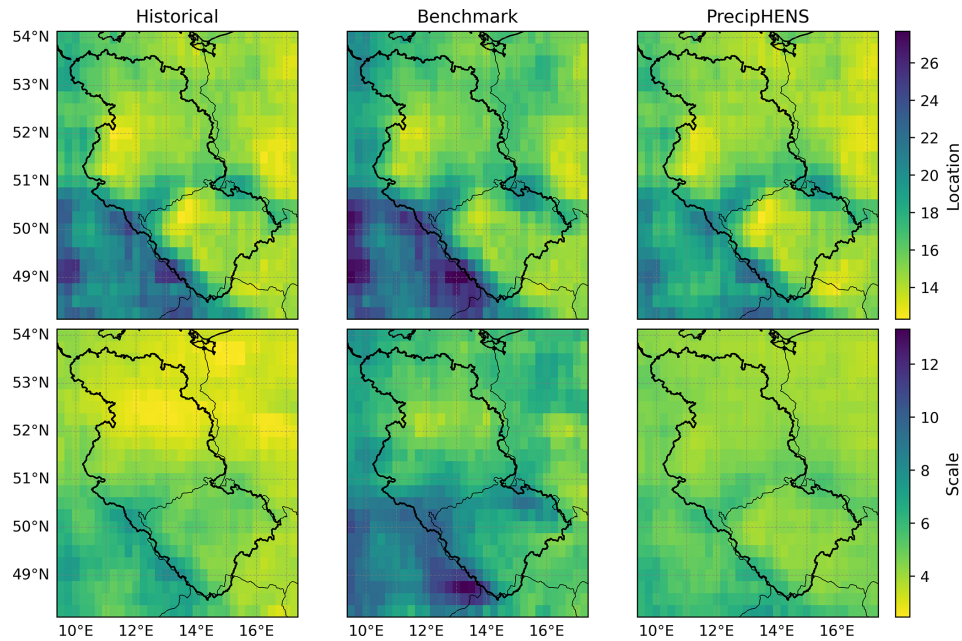 Historical Benchmark PrecipHENS
54°N
53°N
52°N
51°N
50°N
49°N
26
24
22
20
18
16
14
Location
54°N
53°N
52°N
51°N
50°N
49°N
12
10
8
6
4
Scale
10°E 12°E 14°E 16°E 10°E 12°E 14°E 16°E 10°E 12°E 14°E 16°E